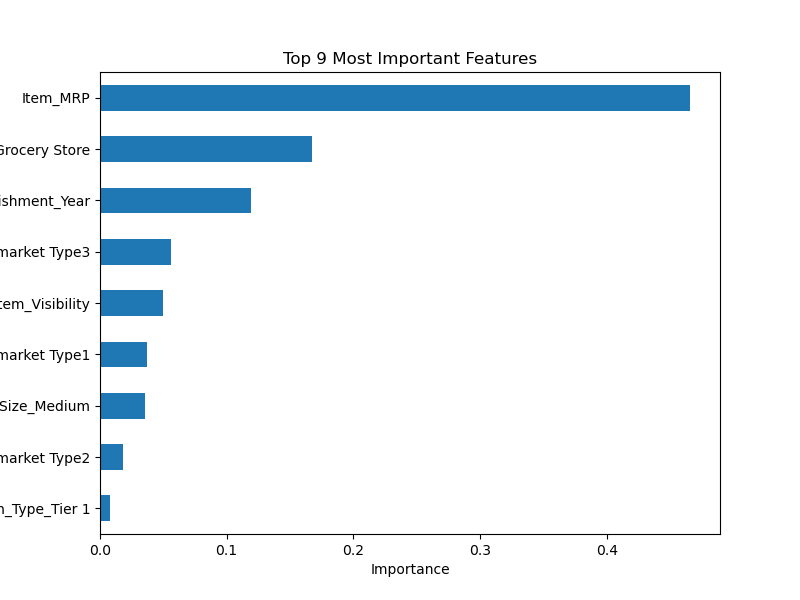 Top 9 Most Important Features
Item_MRP
Grocery Store
ishment_Year
market Type3
tem_Visibility
market Type1
Size_Medium
market Type2
n_Type_Tier 1
0.0 0.1 0.2 0.3 0.4
Importance